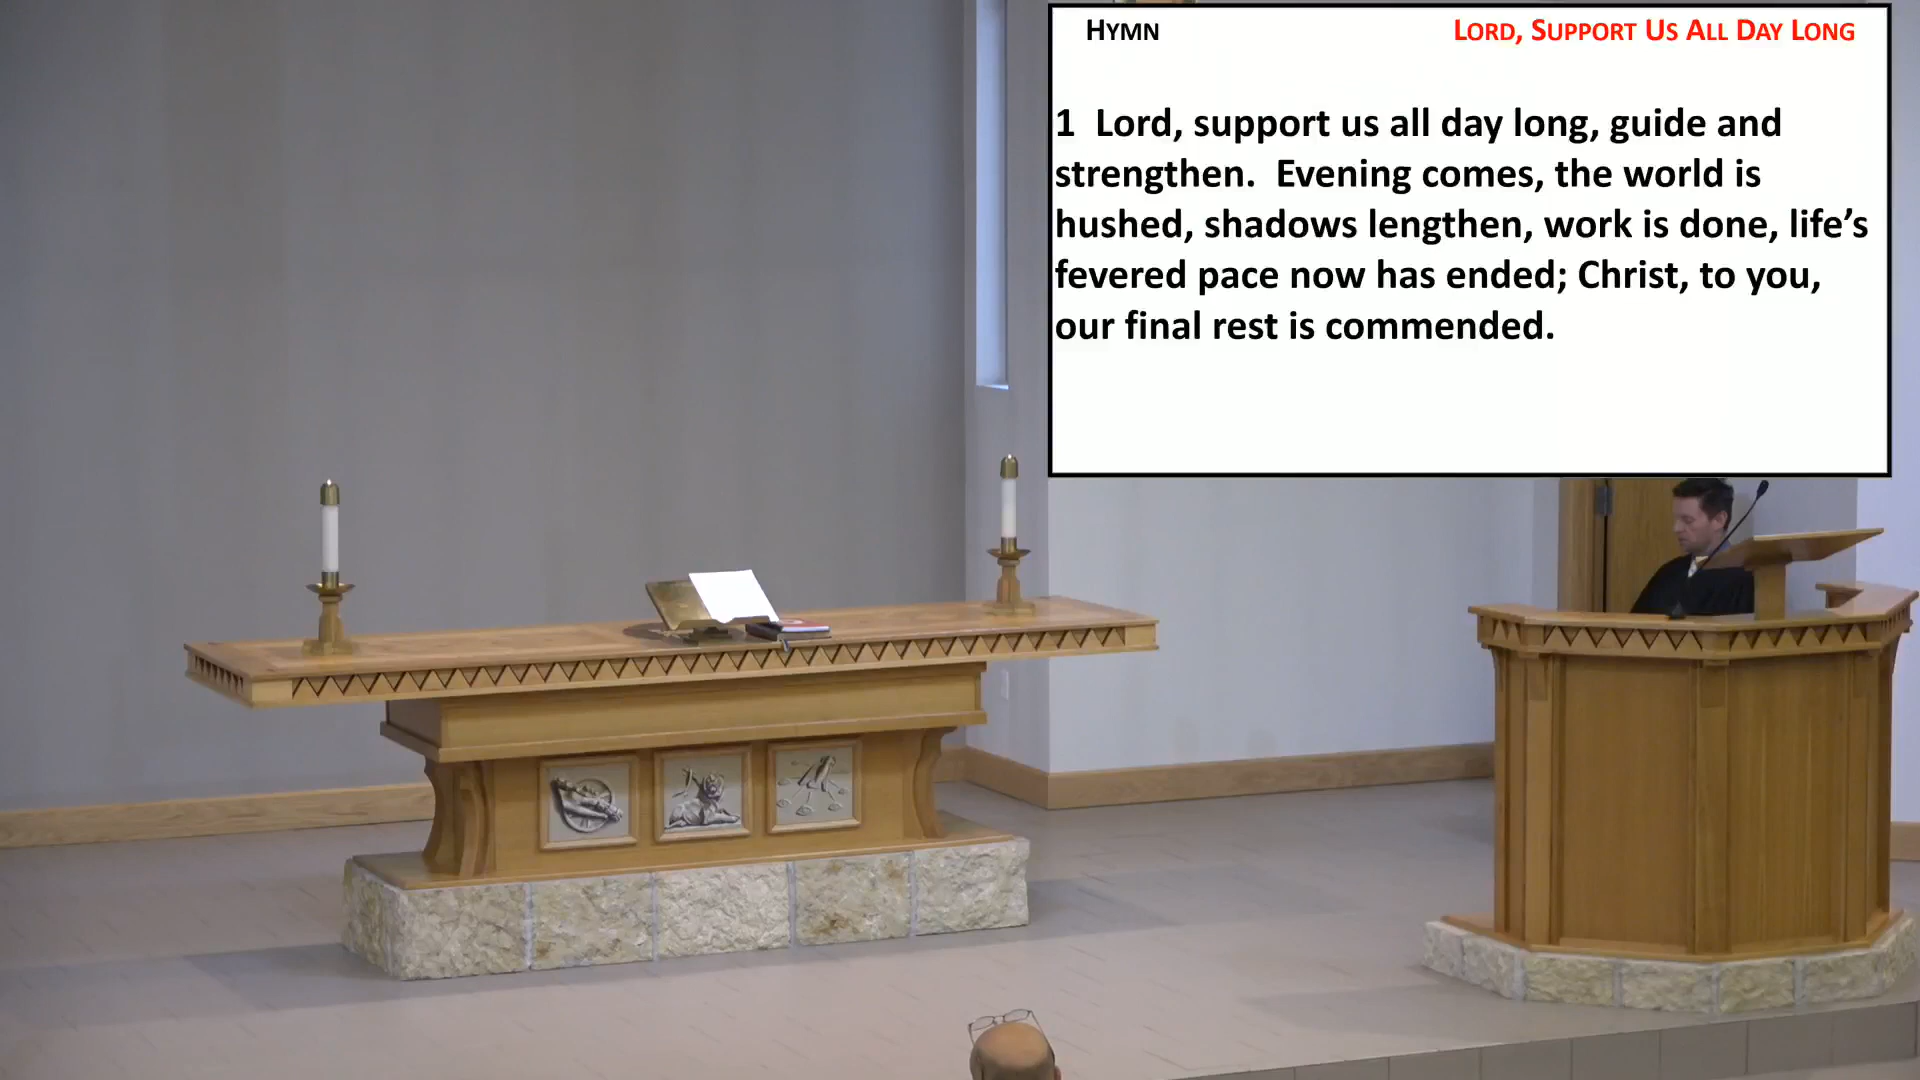 HYMN
LORD, SUPPORT US ALL DAY LONG
1 Lord, support us all day long, guide and
strengthen. Evening comes, the world is
hushed, shadows lengthen, work is done, life’s
fevered pace now has ended; Christ, to you,
our final rest is commended.